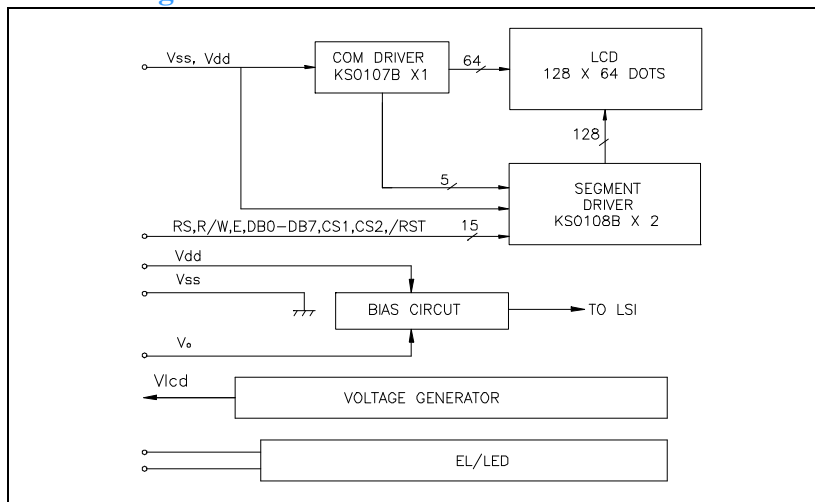 Vss, Vdd
COM DRIVER
KS0107B X1
64
LCD
128 X 64 DOTS
128
5
SEGMENT
DRIVER
KS0108B X 2
RS,R/W,E,DB0-DB7,CS1,CS2,/RST
15
Vdd
Vss
BIAS CIRCUT
TO LSI
Vo
Vlcd
VOLTAGE GENERATOR
EL/LED